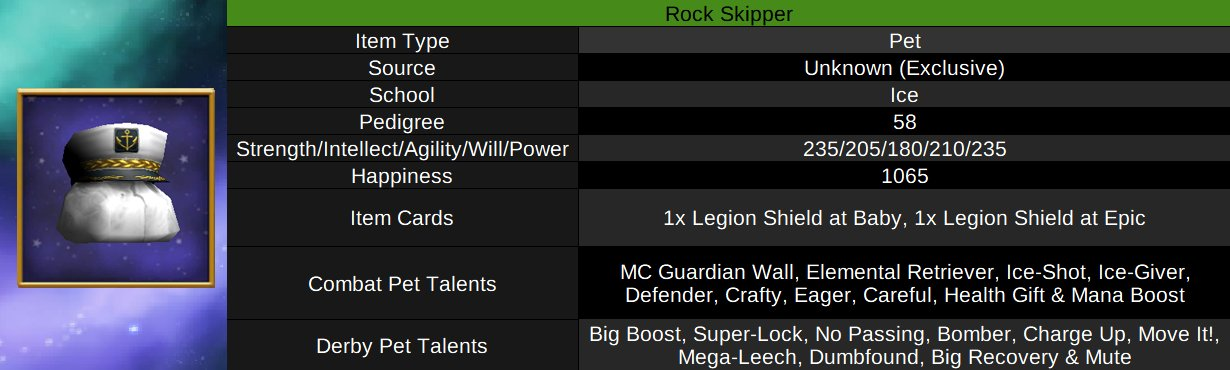 Rock Skipper
Item Type
Pet
Source
Unknown (Exclusive)
School
Ice
Pedigree
58
Strength/Intellect/Agility/Will/Power
235/205/180/210/235
Happiness
1065
Item Cards
1x Legion Shield at Baby, 1x Legion Shield at Epic
Combat Pet Talents
MC Guardian Wall, Elemental Retriever, Ice-Shot, Ice-Giver,
Defender, Crafty, Eager, Careful, Health Gift & Mana Boost
Derby Pet Talents
Big Boost, Super-Lock, No Passing, Bomber, Charge Up, Move It!,
Mega-Leech, Dumbfound, Big Recovery & Mute